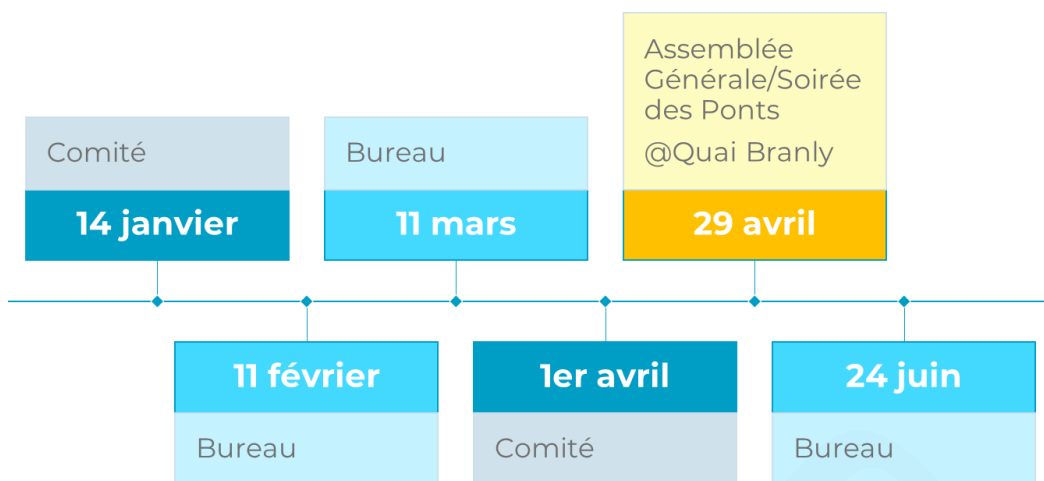 Comité
14 janvier
11 février
Bureau
Bureau
11 mars
1er avril
Comité
Assemblée
Générale/Soirée
des Ponts
@Quai Branly
29 avril
24 juin
Bureau